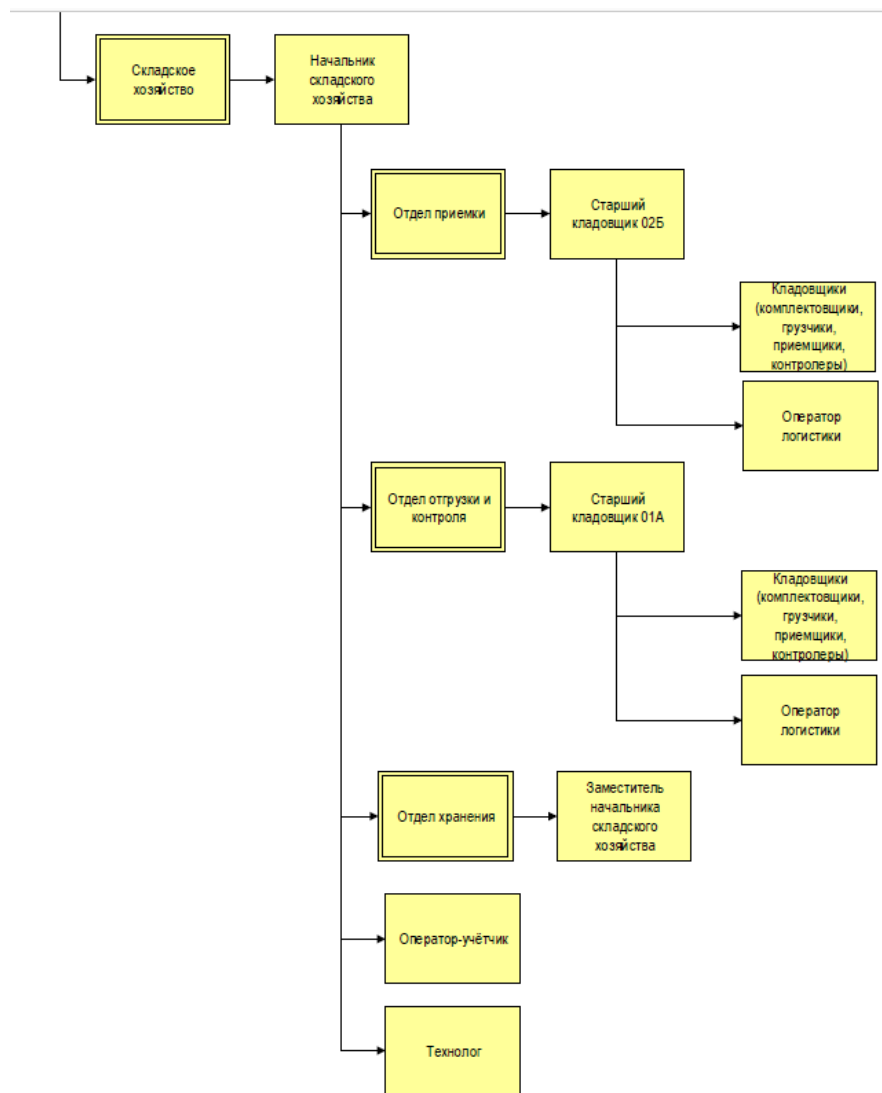 Складское
хозяйство
Начальник
складского
хозяйства
Отдел приемки
Старший
кладовщик 02Б
Кладовщики
(комплектовщики,
грузчики,
приемщики,
контролеры)
Оператор
логистики
Отдел отгрузки и
контроля
Старший
кладовщик 01А
Кладовщики
(комплектовщики,
грузчики,
приемщики,
контролеры)
Оператор
логистики
Отдел хранения
Заместитель
начальника
складского
хозяйства
Оператор-учётчик
Технолог